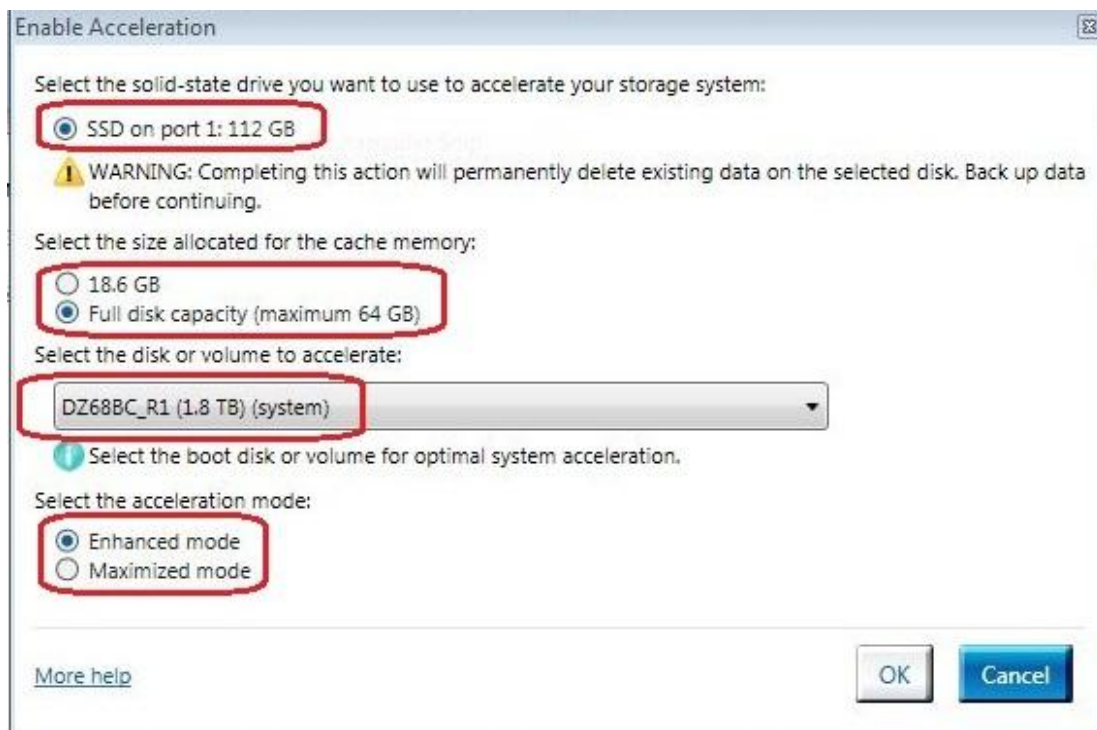 Enable Acceleration
Select the solid-state drive you want to use to accelerate your storage system:
SSD on port 1: 112 GB
WARNING: Completing this action will permanently delete existing data on the selected disk. Back up data
before continuing.
Select the size allocated for the cache memory:
18.6 GB
Full disk capacity (maximum 64 GB)
Select the disk or volume to accelerate:
DZ68BC_R1 (1.8 TB) (system)
Select the boot disk or volume for optimal system acceleration.
Select the acceleration mode:
Enhanced mode
Maximized mode
More help
OK
Cancel